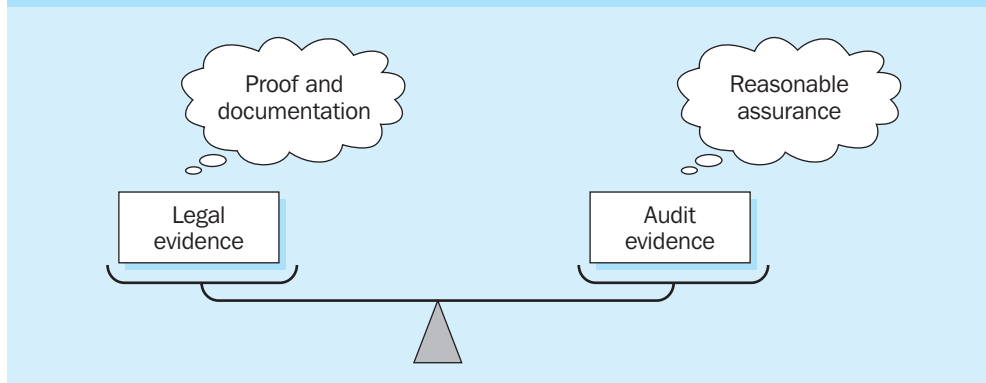 Proof and
documentation
Reasonable
assurance
Legal
evidence
Audit
evidence